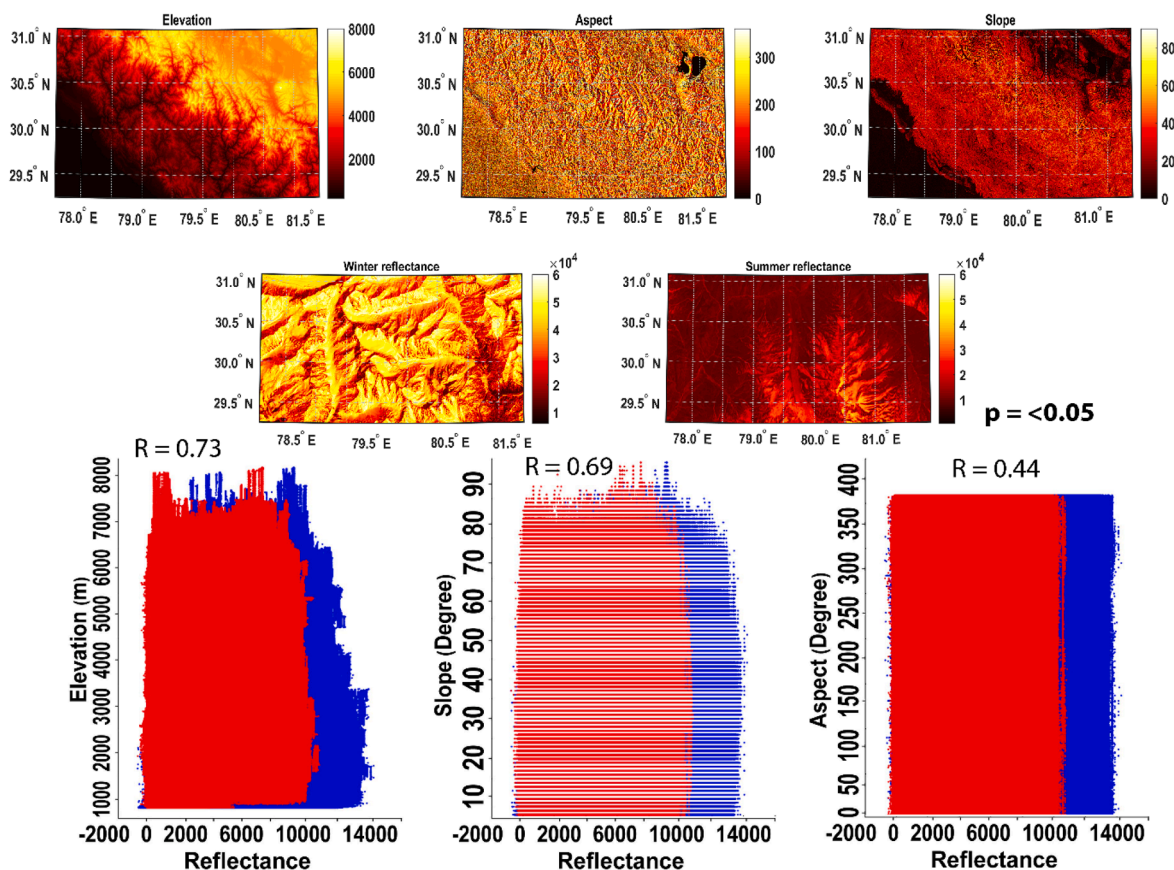 Elevation
31.0° N
30.5° N
30.0° N
29.5° N
8000
6000
4000
2000
78.0° E
79.0° E
80.0° E
81.5° E
Aspect
31.0° N
30.5° N
30.0° N
29.5° N
300
200
100
0
78.5° E
79.5° E
80.5° E
81.5° E
Slope
31.0° N
30.5° N
30.0° N
29.5° N
80
60
40
20
0
78.0° E
79.0° E
80.0° E
81.0° E
Winter reflectance
31.0° N
30.5° N
30.0° N
29.5° N
×10⁴
6
5
4
3
2
1
78.5° E
79.5° E
80.5° E
81.5° E
Summer reflectance
31.0° N
30.5° N
30.0° N
29.5° N
×10⁴
6
5
4
3
2
1
78.0° E
79.0° E
80.0° E
81.0° E
p = <0.05
R = 0.73
Elevation (m)
8000
7000
6000
5000
4000
3000
2000
1000
-2000 0 2000 6000 10000 14000
Reflectance
R = 0.69
Slope (Degree)
90
80
70
60
50
40
30
20
10
-2000 0 2000 6000 10000 14000
Reflectance
R = 0.44
Aspect (Degree)
400
350
300
250
200
150
100
50
0
-2000 0 2000 6000 10000 14000
Reflectance